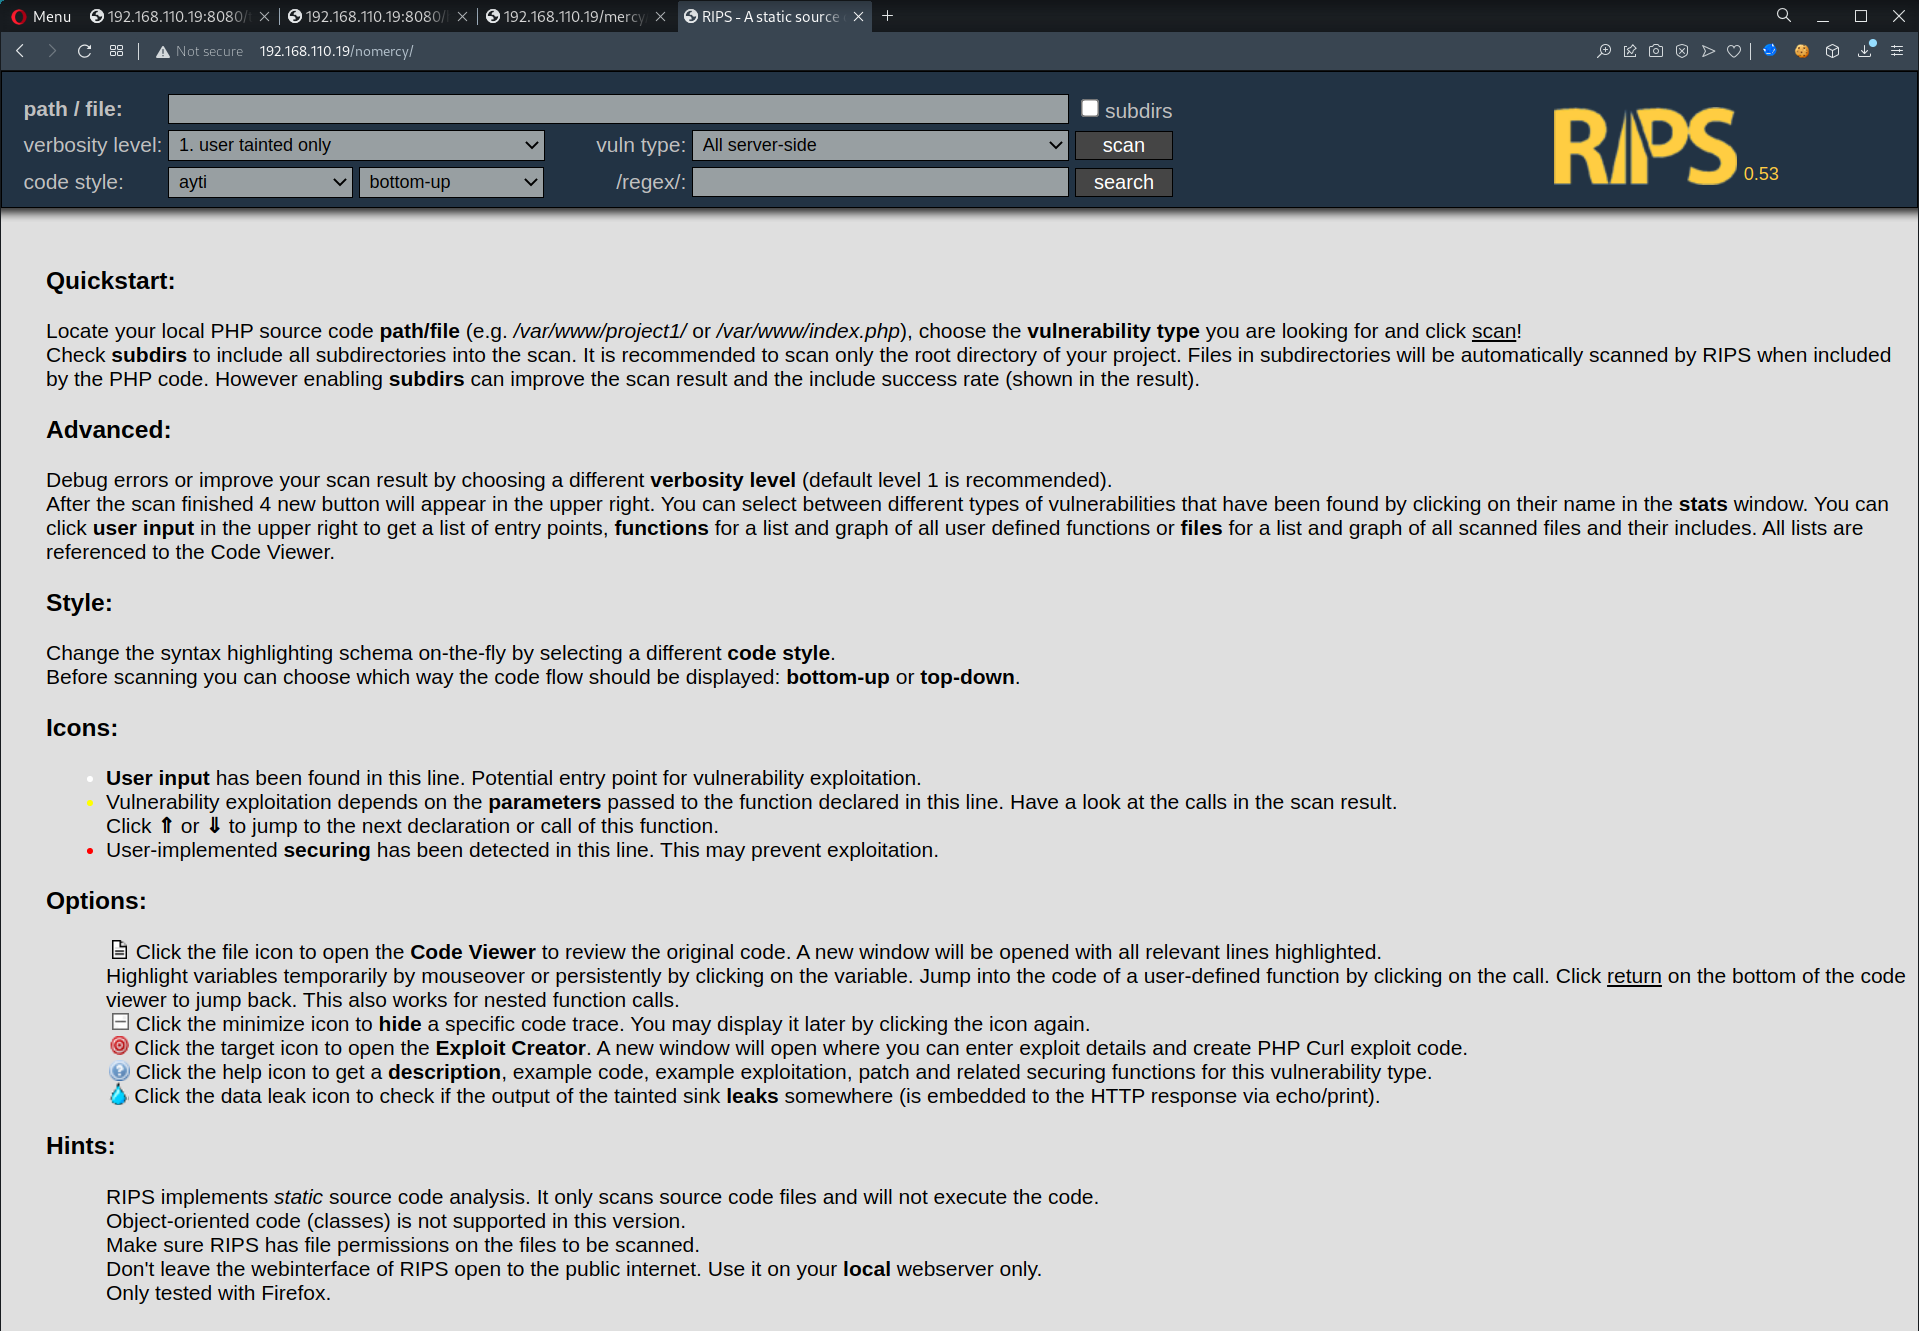 Menu
192.168.110.19:8080/
192.168.110.19:8080/
192.168.110.19/mercy
RIPS - A static source
Not secure 192.168.110.19/nomercy/
path / file:
subdirs
verbosity level: 1. user tainted only vuln type: All server-side scan
code style: ayti bottom-up /regex/: search
RIPS 0.53
Quickstart:
Locate your local PHP source code path/file (e.g. /var/www/project1/ or /var/www/index.php), choose the vulnerability type you are looking for and click scan!
Check subdirs to include all subdirectories into the scan. It is recommended to scan only the root directory of your project. Files in subdirectories will be automatically scanned by RIPS when included
by the PHP code. However enabling subdirs can improve the scan result and the include success rate (shown in the result).
Advanced:
Debug errors or improve your scan result by choosing a different verbosity level (default level 1 is recommended).
After the scan finished 4 new button will appear in the upper right. You can select between different types of vulnerabilities that have been found by clicking on their name in the stats window. You can
click user input in the upper right to get a list of entry points, functions for a list and graph of all user defined functions or files for a list and graph of all scanned files and their includes. All lists are
referenced to the Code Viewer.
Style:
Change the syntax highlighting schema on-the-fly by selecting a different code style.
Before scanning you can choose which way the code flow should be displayed: bottom-up or top-down.
Icons:
User input has been found in this line. Potential entry point for vulnerability exploitation.
Vulnerability exploitation depends on the parameters passed to the function declared in this line. Have a look at the calls in the scan result.
Click ⇑ or ⇓ to jump to the next declaration or call of this function.
User-implemented securing has been detected in this line. This may prevent exploitation.
Options:
Click the file icon to open the Code Viewer to review the original code. A new window will be opened with all relevant lines highlighted.
Highlight variables temporarily by mouseover or persistently by clicking on the variable. Jump into the code of a user-defined function by clicking on the call. Click return on the bottom of the code
viewer to jump back. This also works for nested function calls.
Click the minimize icon to hide a specific code trace. You may display it later by clicking the icon again.
Click the target icon to open the Exploit Creator. A new window will open where you can enter exploit details and create PHP Curl exploit code.
Click the help icon to get a description, example code, example exploitation, patch and related securing functions for this vulnerability type.
Click the data leak icon to check if the output of the tainted sink leaks somewhere (is embedded to the HTTP response via echo/print).
Hints:
RIPS implements static source code analysis. It only scans source code files and will not execute the code.
Object-oriented code (classes) is not supported in this version.
Make sure RIPS has file permissions on the files to be scanned.
Don't leave the webinterface of RIPS open to the public internet. Use it on your local webserver only.
Only tested with Firefox.